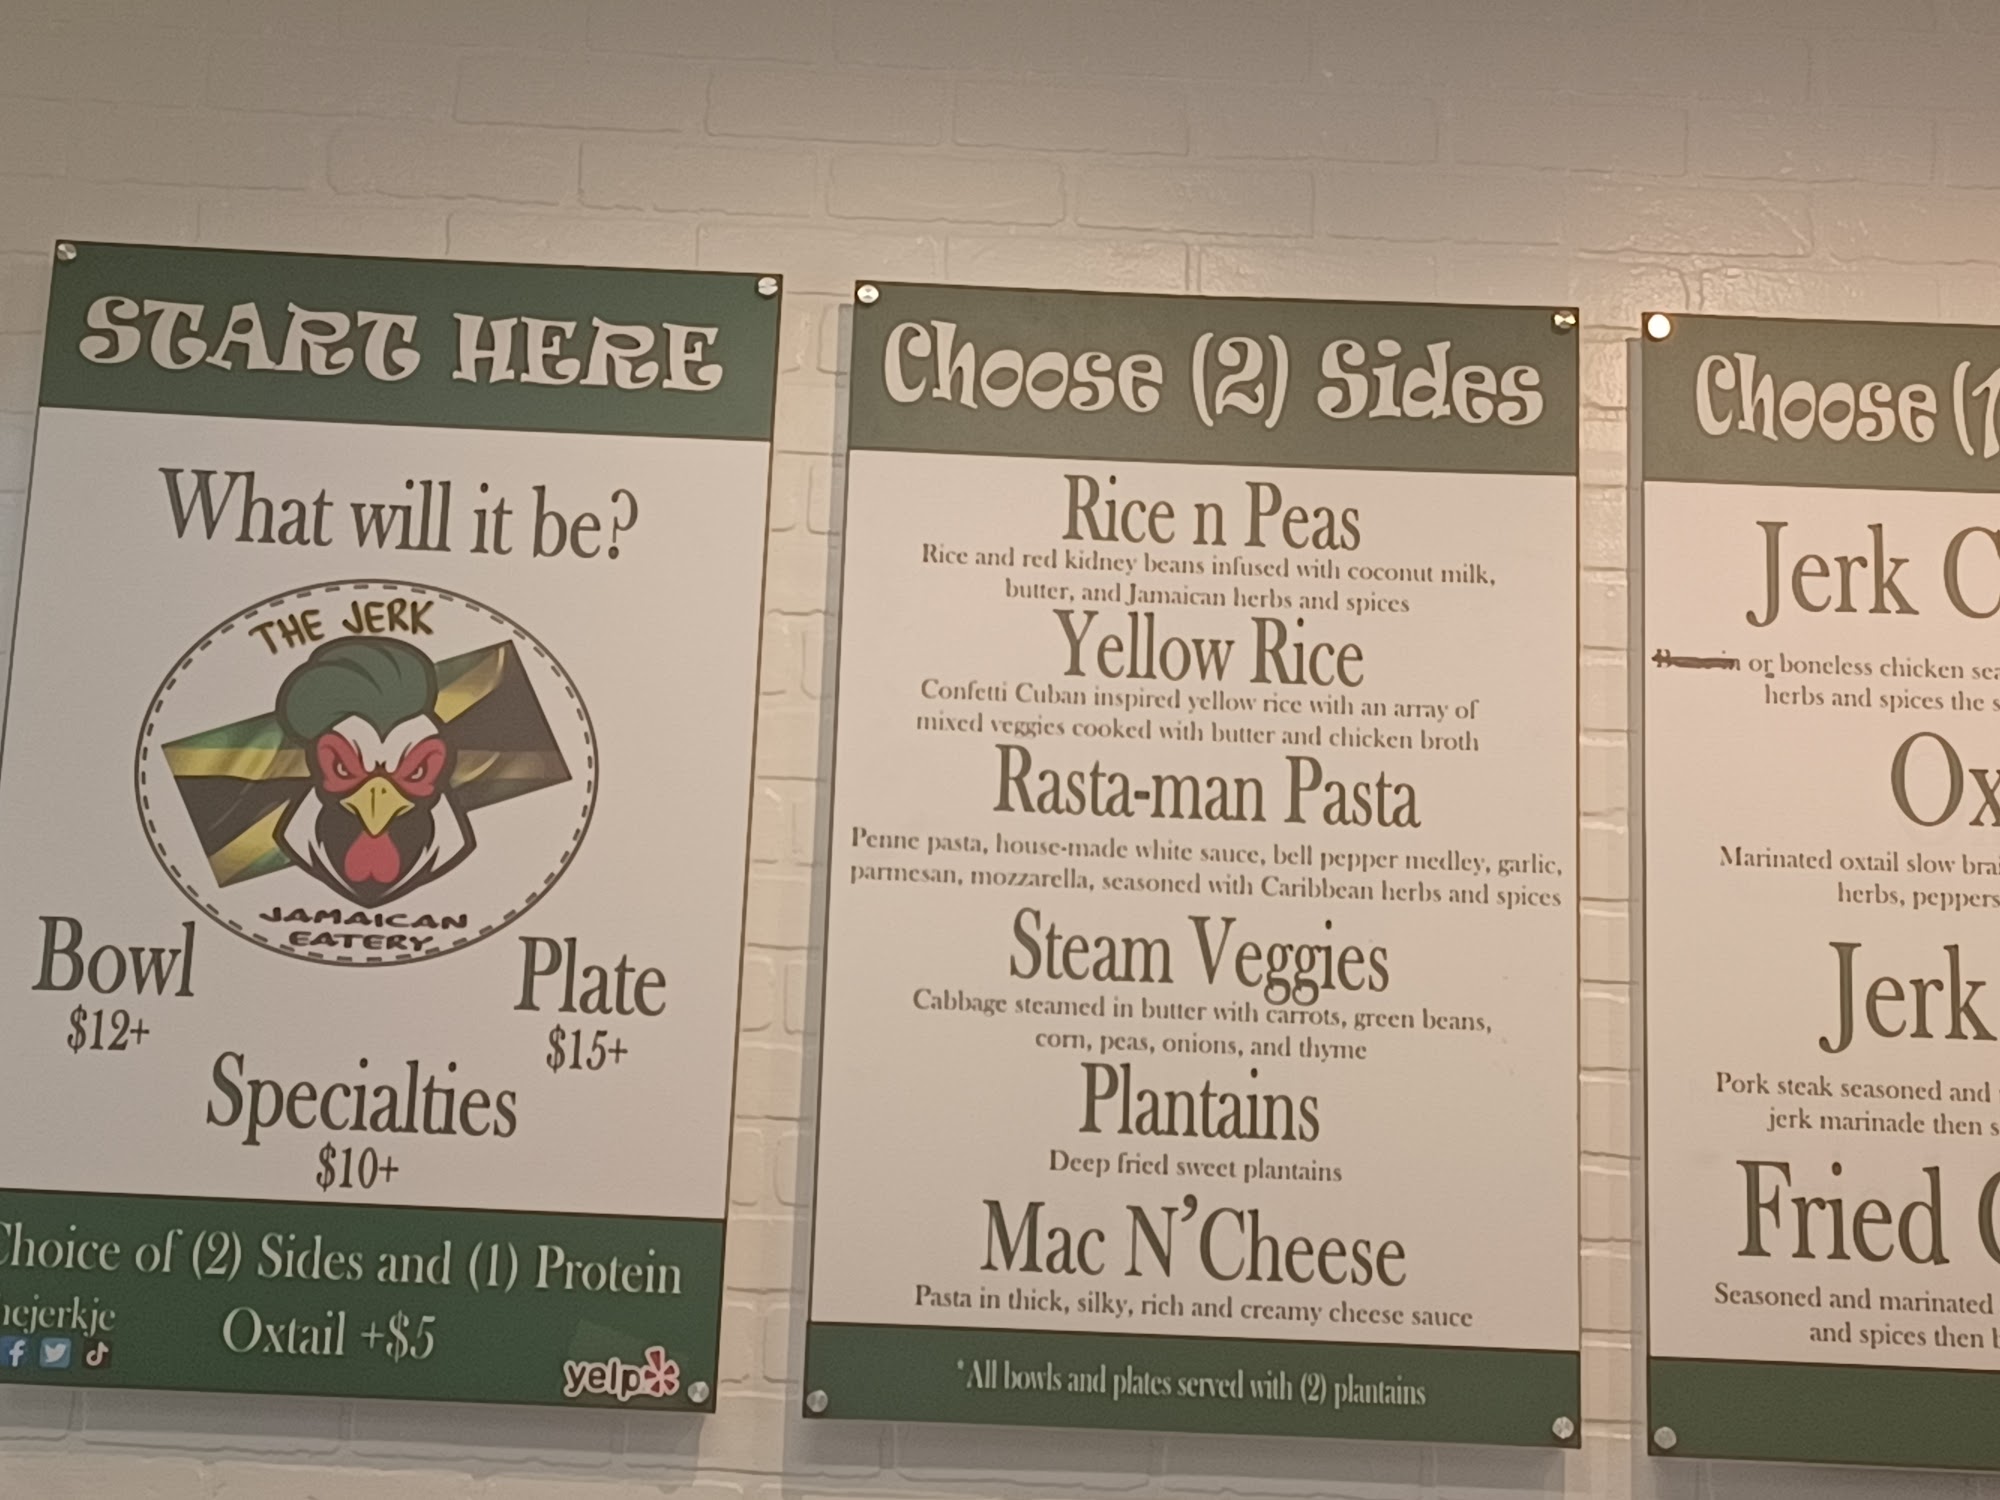 START HERE
What will it be?
THE JERK
JAMAICAN
EATERY
Bowl
$12+
Plate
$15+
Specialties
$10+
Choice of (2) Sides and (1) Protein
hejerkje
Oxtail +$5
yelp
Choose (2) Sides
Rice n Peas
Rice and red kidney beans infused with coconut milk,
butter, and Jamaican herbs and spices
Yellow Rice
Confetti Cuban inspired yellow rice with an array of
mixed veggies cooked with butter and chicken broth
Rasta-man Pasta
Penne pasta, house-made white sauce, bell pepper medley, garlic,
parmesan, mozzarella, seasoned with Caribbean herbs and spices
Steam Veggies
Cabbage steamed in butter with carrots, green beans,
corn, peas, onions, and thyme
Plantains
Deep fried sweet plantains
Mac N'Cheese
Pasta in thick, silky, rich and creamy cheese sauce
*All bowls and plates served with (2) plantains
Choose (1
Jerk C
or boneless chicken sea
herbs and spices the s
Ox
Marinated oxtail slow brai
herbs, peppers
Jerk
Pork steak seasoned and
jerk marinade then s
Fried C
Seasoned and marinated
and spices then b